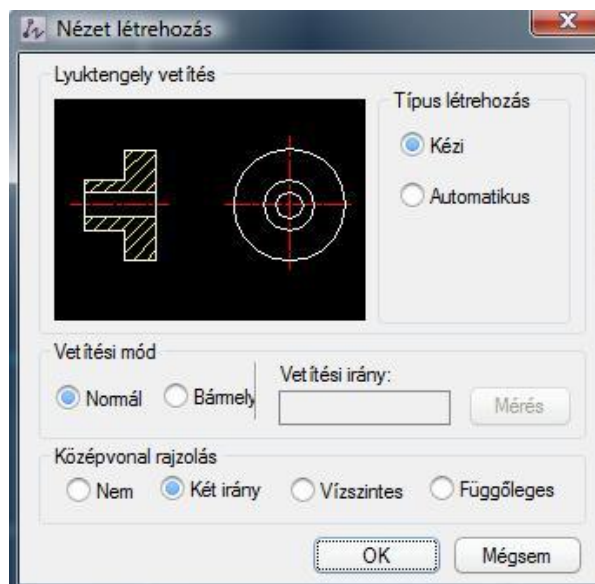 Nézet létrehozás
Lyuktengely vetítés
Típus létrehozás
Kézi
Automatikus
Vetítési mód
Normál
Bármely
Vetítési irány:
Mérés
Középvonal rajzolás
Nem
Két irány
Vízszintes
Függőleges
OK
Mégsem